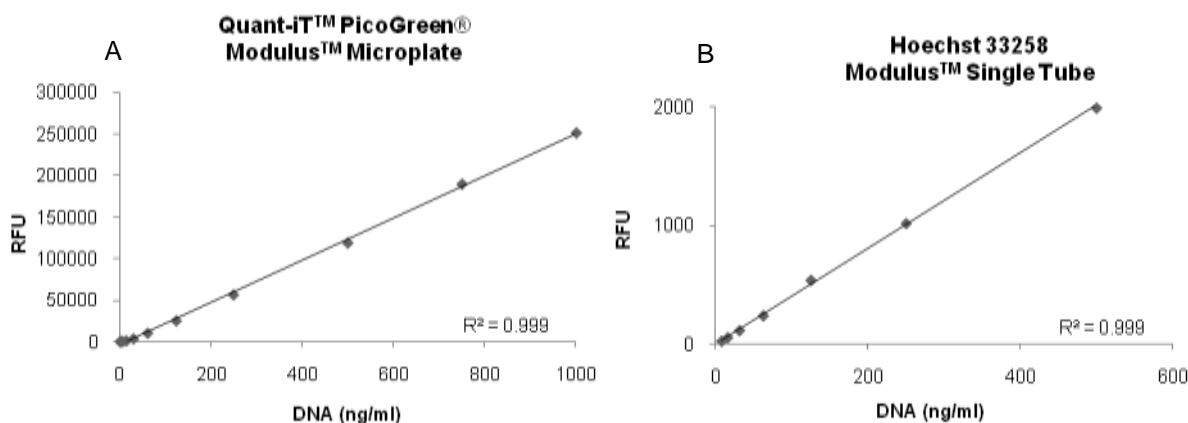 A
Quant-iT™ PicoGreen®
Modulus™ Microplate
300000
250000
200000
150000
100000
50000
0
RFU
R² = 0.999
0 200 400 600 800 1000
DNA (ng/ml)
B
Hoechst 33258
Modulus™ Single Tube
2000
1000
0
RFU
R² = 0.999
0 200 400 600
DNA (ng/ml)